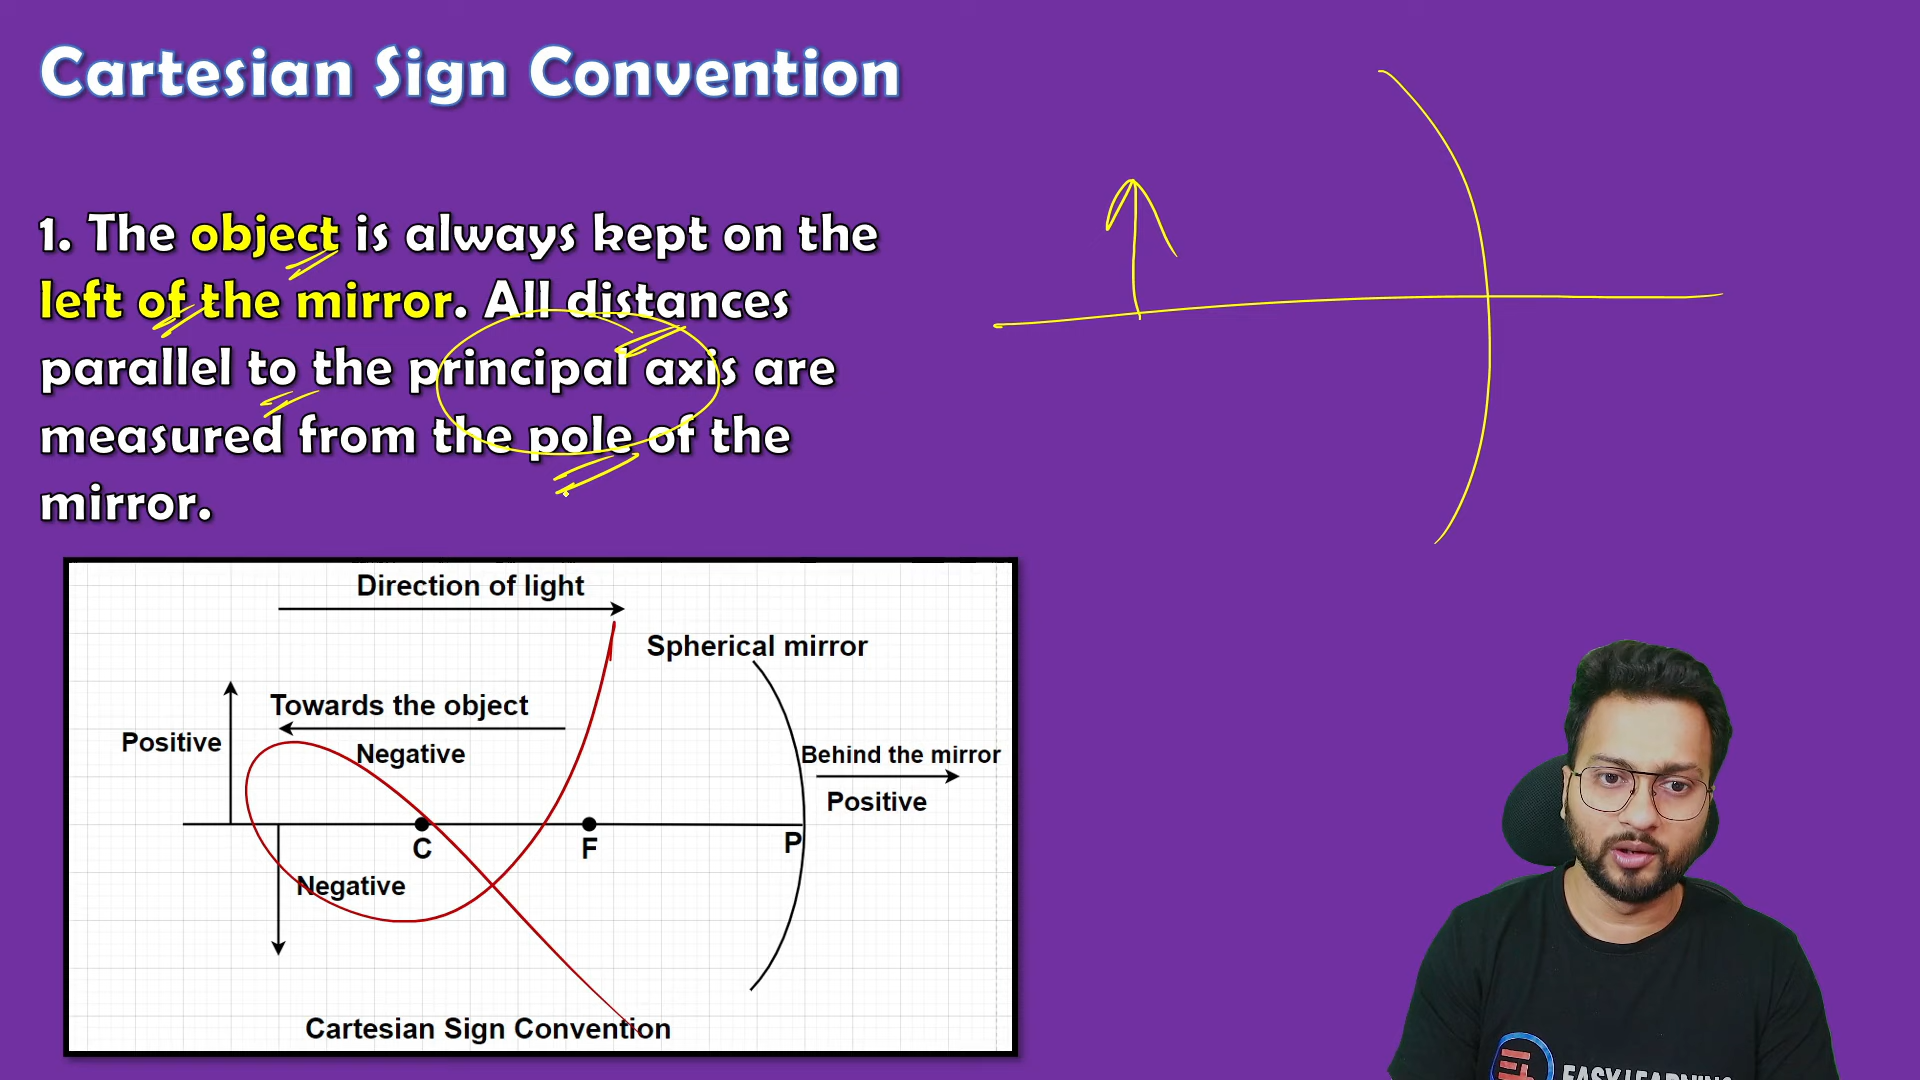 Cartesian Sign Convention
1. The object is always kept on the
left of the mirror. All distances
parallel to the principal axis are
measured from the pole of the
mirror.
Direction of light
Spherical mirror
Towards the object
Positive
Negative
Behind the mirror
Positive
C
F
P
Negative
Cartesian Sign Convention
EASY LEARNING